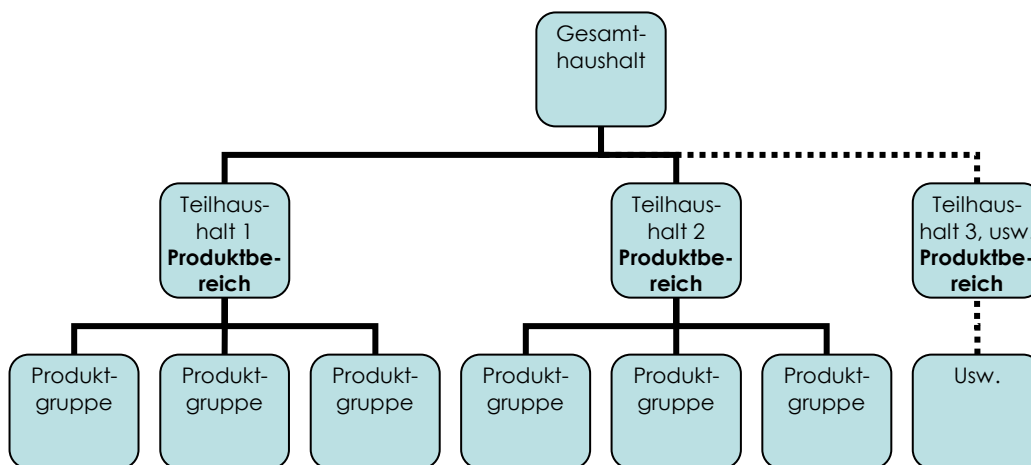 Gesamt-
haushalt
Teilhaus-
halt 1
Produktbe-
reich
Teilhaus-
halt 2
Produktbe-
reich
Teilhaus-
halt 3, usw.
Produktbe-
reich
Produkt-
gruppe
Produkt-
gruppe
Produkt-
gruppe
Produkt-
gruppe
Produkt-
gruppe
Produkt-
gruppe
Usw.